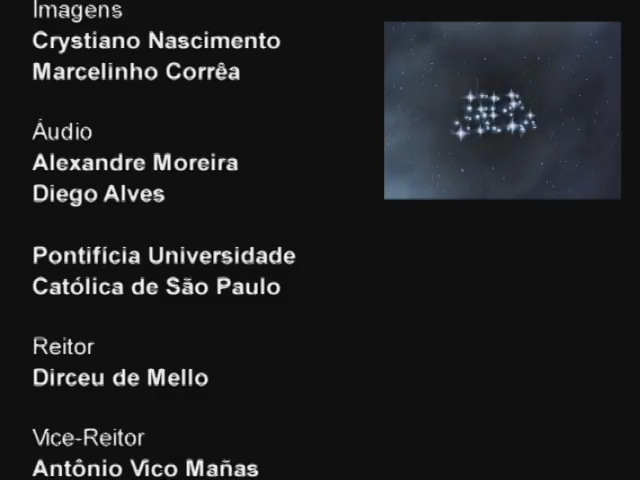 Imagens
Crystiano Nascimento
Marcelinho Corrêa
Áudio
Alexandre Moreira
Diego Alves
Pontifícia Universidade
Católica de São Paulo
Reitor
Dirceu de Mello
Vice-Reitor
Antônio Vico Mañas